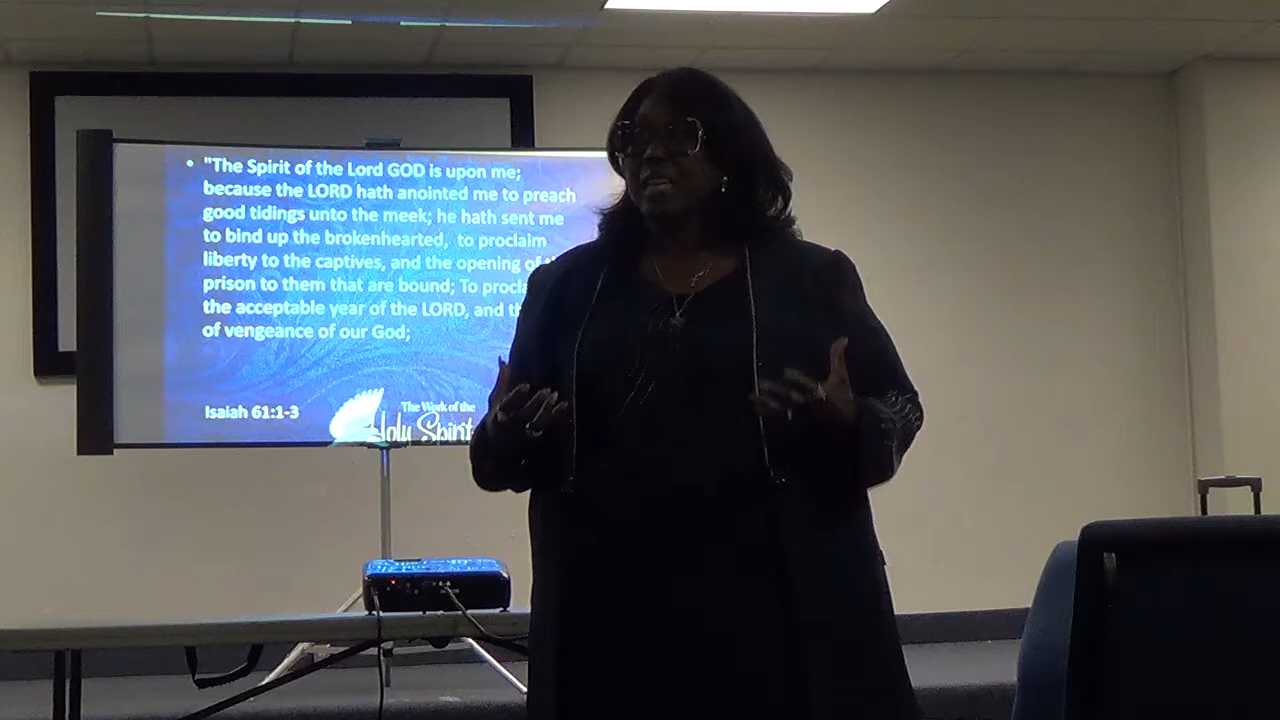 • "The Spirit of the Lord GOD is upon me;
because the LORD hath anointed me to preach
good tidings unto the meek; he hath sent me
to bind up the brokenhearted, to proclaim
liberty to the captives, and the opening of
prison to them that are bound; To
the acceptable year of the LORD, and
of vengeance of our God;
Isaiah 61:1-3
The Work of the
Holy Spirit